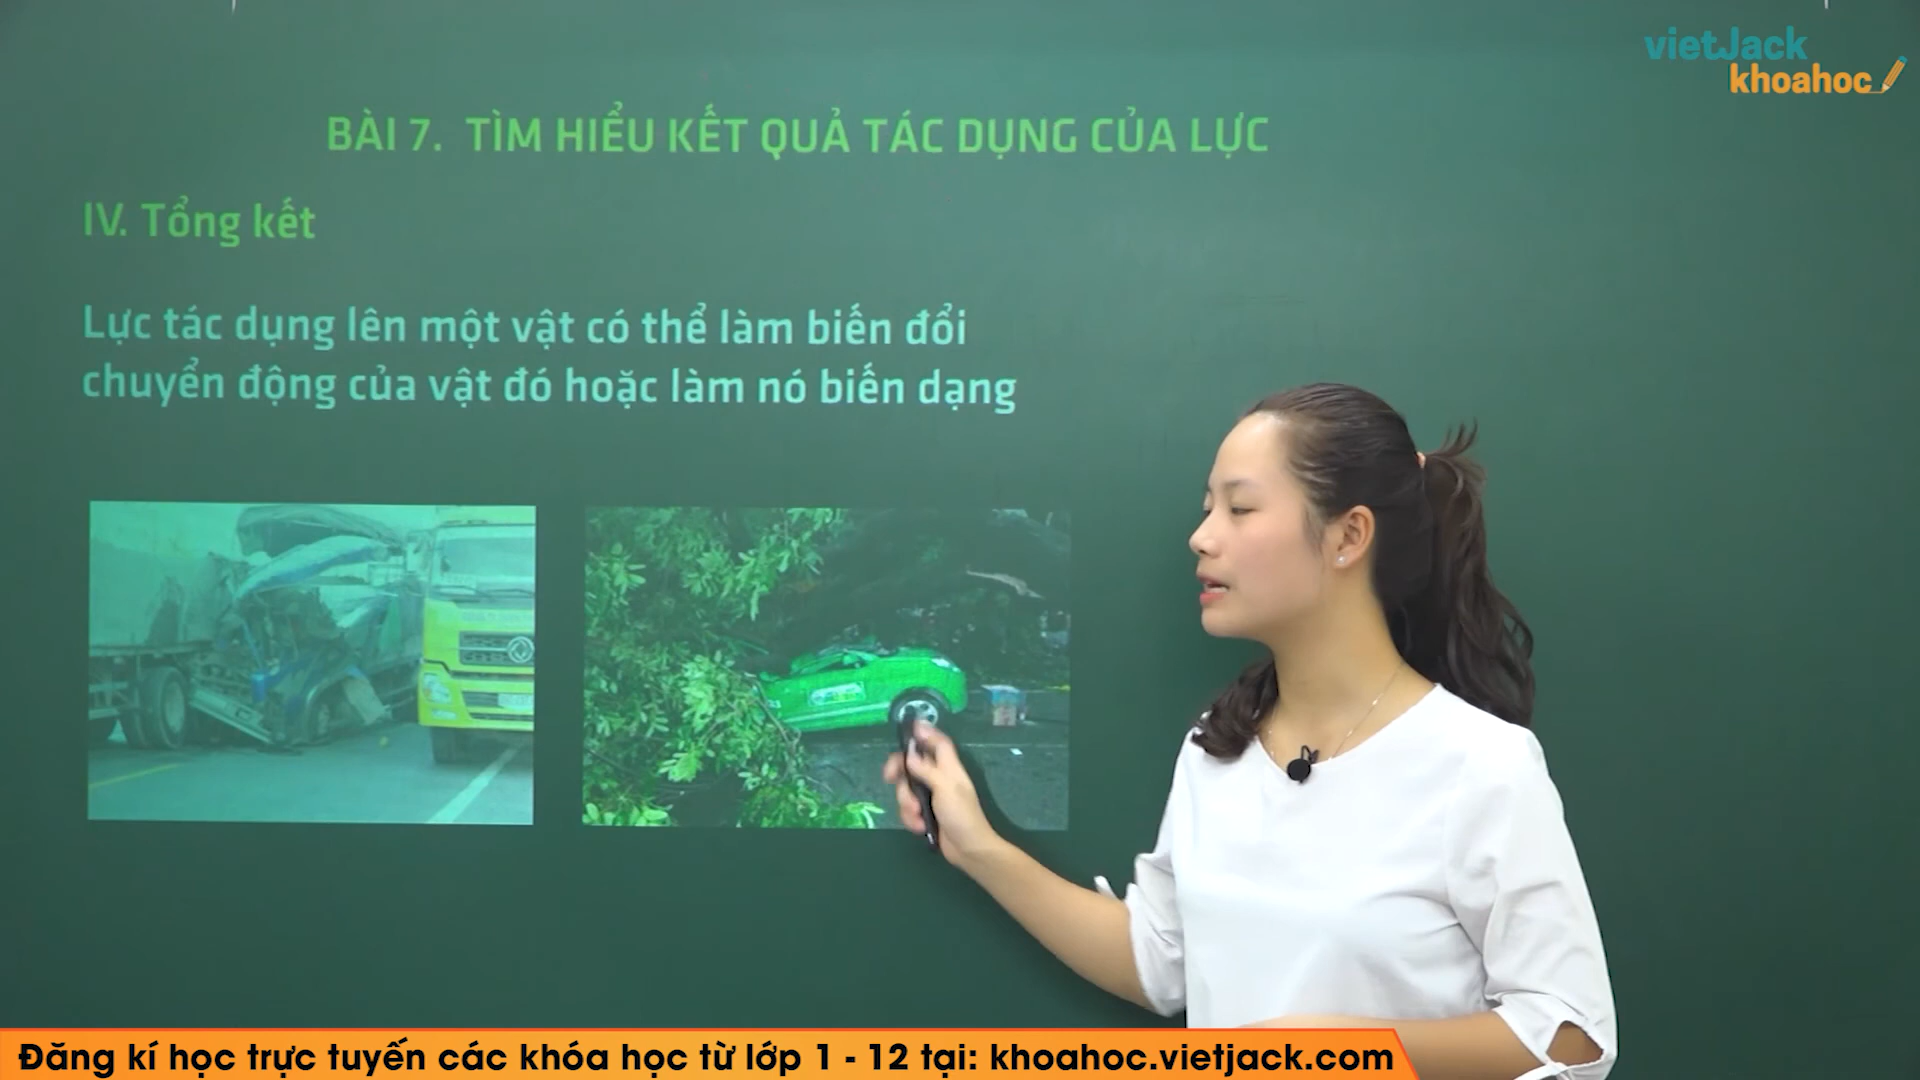 vietJack
khoahoc
BÀI 7. TÌM HIỂU KẾT QUẢ TÁC DỤNG CỦA LỰC
IV. Tổng kết
Lực tác dụng lên một vật có thể làm biến đổi
chuyển động của vật đó hoặc làm nó biến dạng
Đăng kí học trực tuyến các khóa học từ lớp 1 - 12 tại: khoahoc.vietjack.com